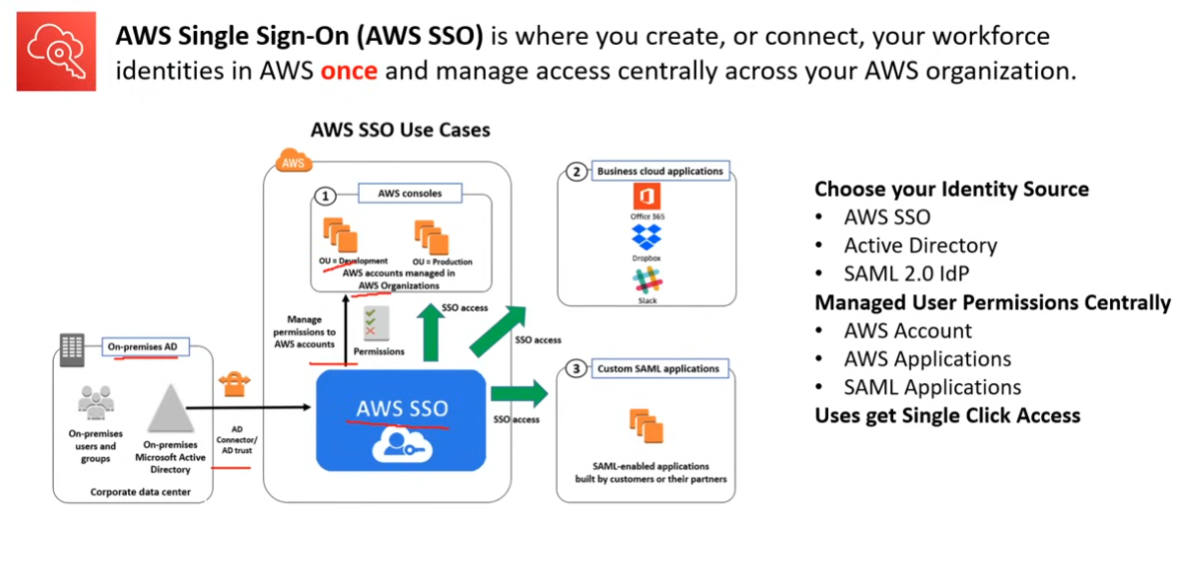 AWS Single Sign-On (AWS SSO) is where you create, or connect, your workforce
identities in AWS once and manage access centrally across your AWS organization.
AWS SSO Use Cases
AWS
1
AWS consoles
OU = Development
OU = Production
AWS accounts managed in
AWS Organizations
Manage
permissions to
AWS accounts
Permissions
SSO access
SSO access
SSO access
On-premises AD
On-premises
users and
groups
On-premises
Microsoft Active
Directory
Corporate data center
AD
Connector/
AD trust
AWS SSO
2
Business cloud applications
Office 365
Dropbox
Slack
3
Custom SAML applications
SAML-enabled applications
built by customers or their partners
Choose your Identity Source
• AWS SSO
• Active Directory
• SAML 2.0 IdP
Managed User Permissions Centrally
• AWS Account
• AWS Applications
• SAML Applications
Uses get Single Click Access